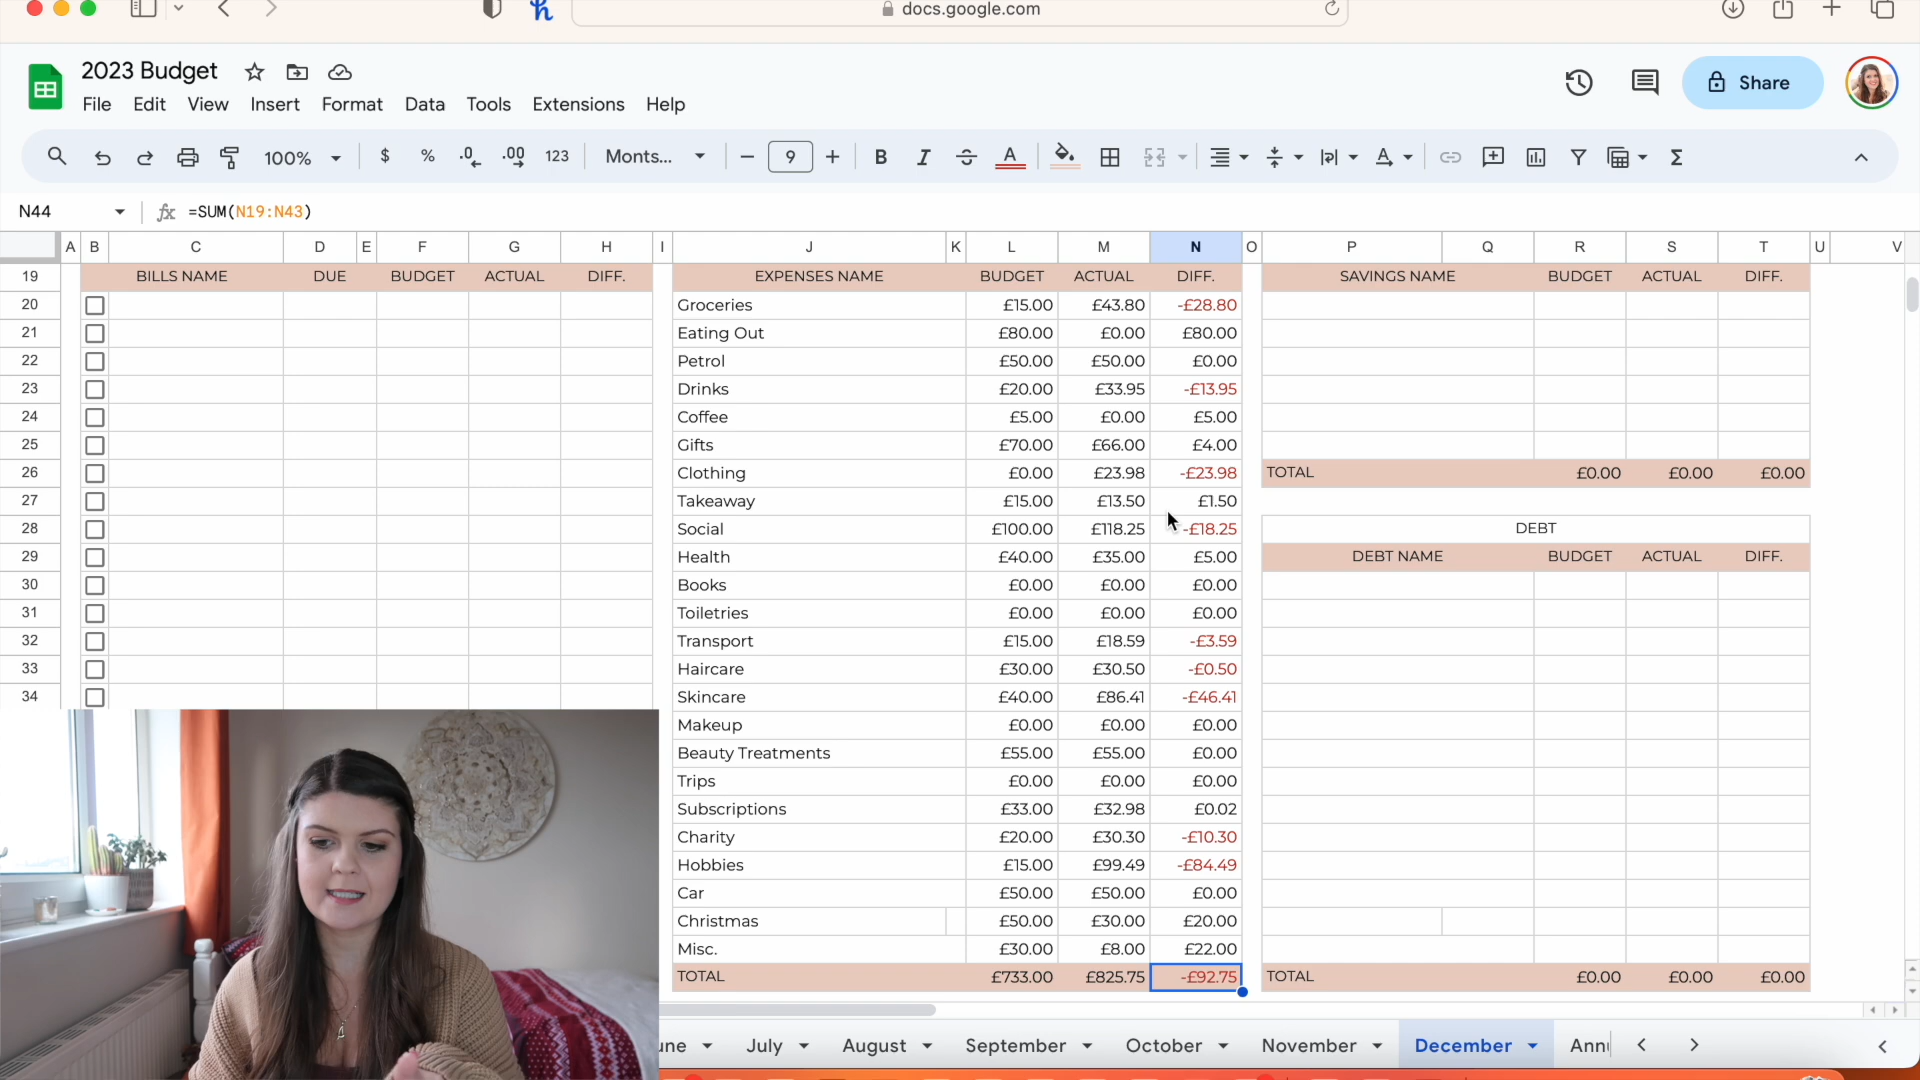 docs.google.com
2023 Budget
File Edit View Insert Format Data Tools Extensions Help
Share
100% $ % .0 .00 123 Monts... 9 B I A A Σ
N44 fx =SUM(N19:N43)
A B C D E F G H I J K L M N O P Q R S T U V
19 BILLS NAME DUE BUDGET ACTUAL DIFF. EXPENSES NAME BUDGET ACTUAL DIFF. SAVINGS NAME BUDGET ACTUAL DIFF.
20 Groceries £15.00 £43.80 -£28.80
21 Eating Out £80.00 £0.00 £80.00
22 Petrol £50.00 £50.00 £0.00
23 Drinks £20.00 £33.95 -£13.95
24 Coffee £5.00 £0.00 £5.00
25 Gifts £70.00 £66.00 £4.00
26 Clothing £0.00 £23.98 -£23.98 TOTAL £0.00 £0.00 £0.00
27 Takeaway £15.00 £13.50 £1.50
28 Social £100.00 £118.25 -£18.25 DEBT
29 Health £40.00 £35.00 £5.00 DEBT NAME BUDGET ACTUAL DIFF.
30 Books £0.00 £0.00 £0.00
31 Toiletries £0.00 £0.00 £0.00
32 Transport £15.00 £18.59 -£3.59
33 Haircare £30.00 £30.50 -£0.50
34 Skincare £40.00 £86.41 -£46.41
Makeup £0.00 £0.00 £0.00
Beauty Treatments £55.00 £55.00 £0.00
Trips £0.00 £0.00 £0.00
Subscriptions £33.00 £32.98 £0.02
Charity £20.00 £30.30 -£10.30
Hobbies £15.00 £99.49 -£84.49
Car £50.00 £50.00 £0.00
Christmas £50.00 £30.00 £20.00
Misc. £30.00 £8.00 £22.00
TOTAL £733.00 £825.75 -£92.75 TOTAL £0.00 £0.00 £0.00
une July August September October November December Annu